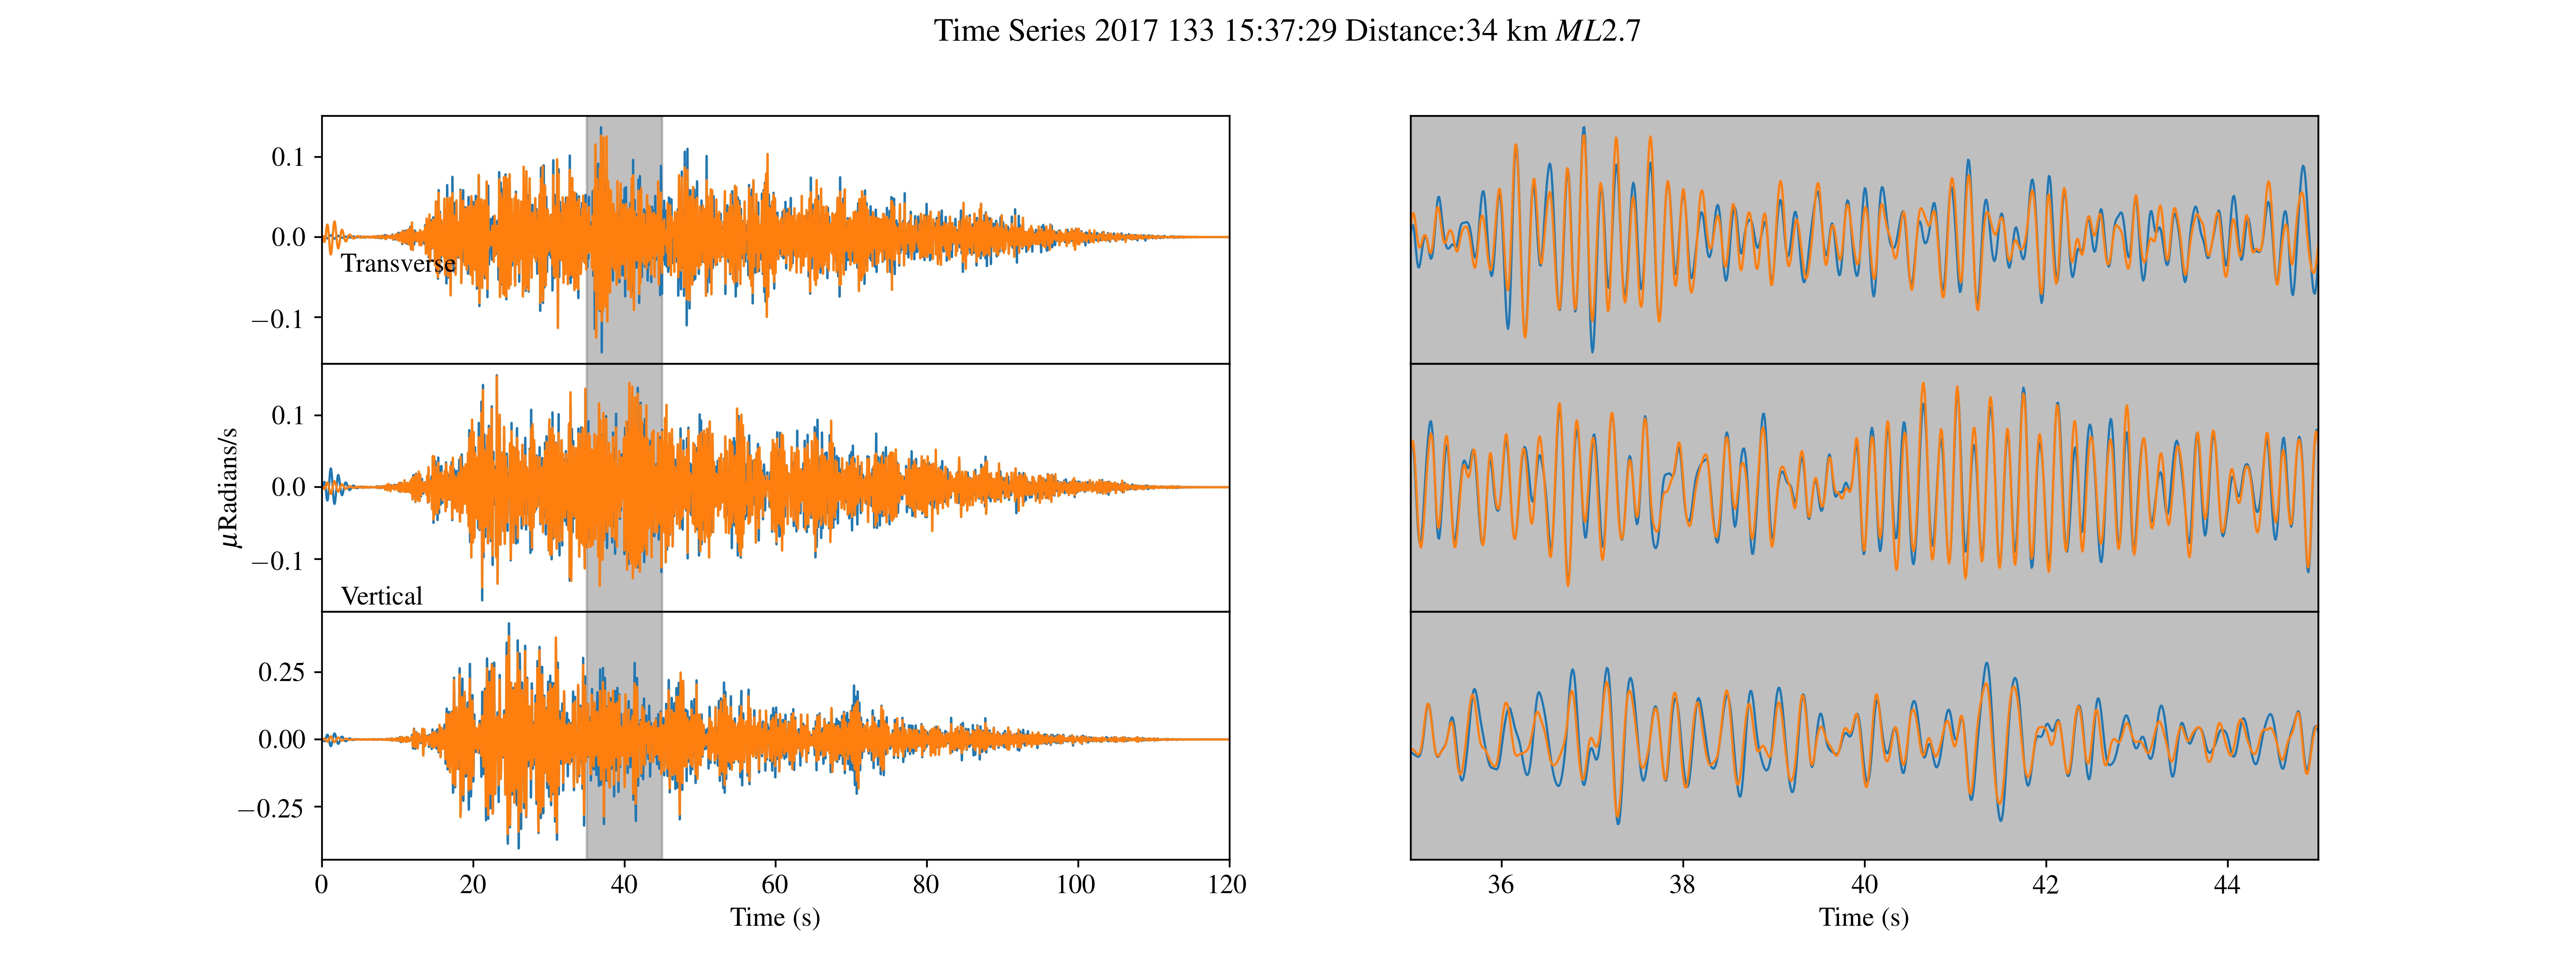 Time Series 2017 133 15:37:29 Distance:34 km ML2.7
0.1
0.0
Transverse
−0.1
0.1
0.0
−0.1
Vertical
μRadians/s
0.25
0.00
−0.25
0 20 40 60 80 100 120
Time (s)
36 38 40 42 44
Time (s)